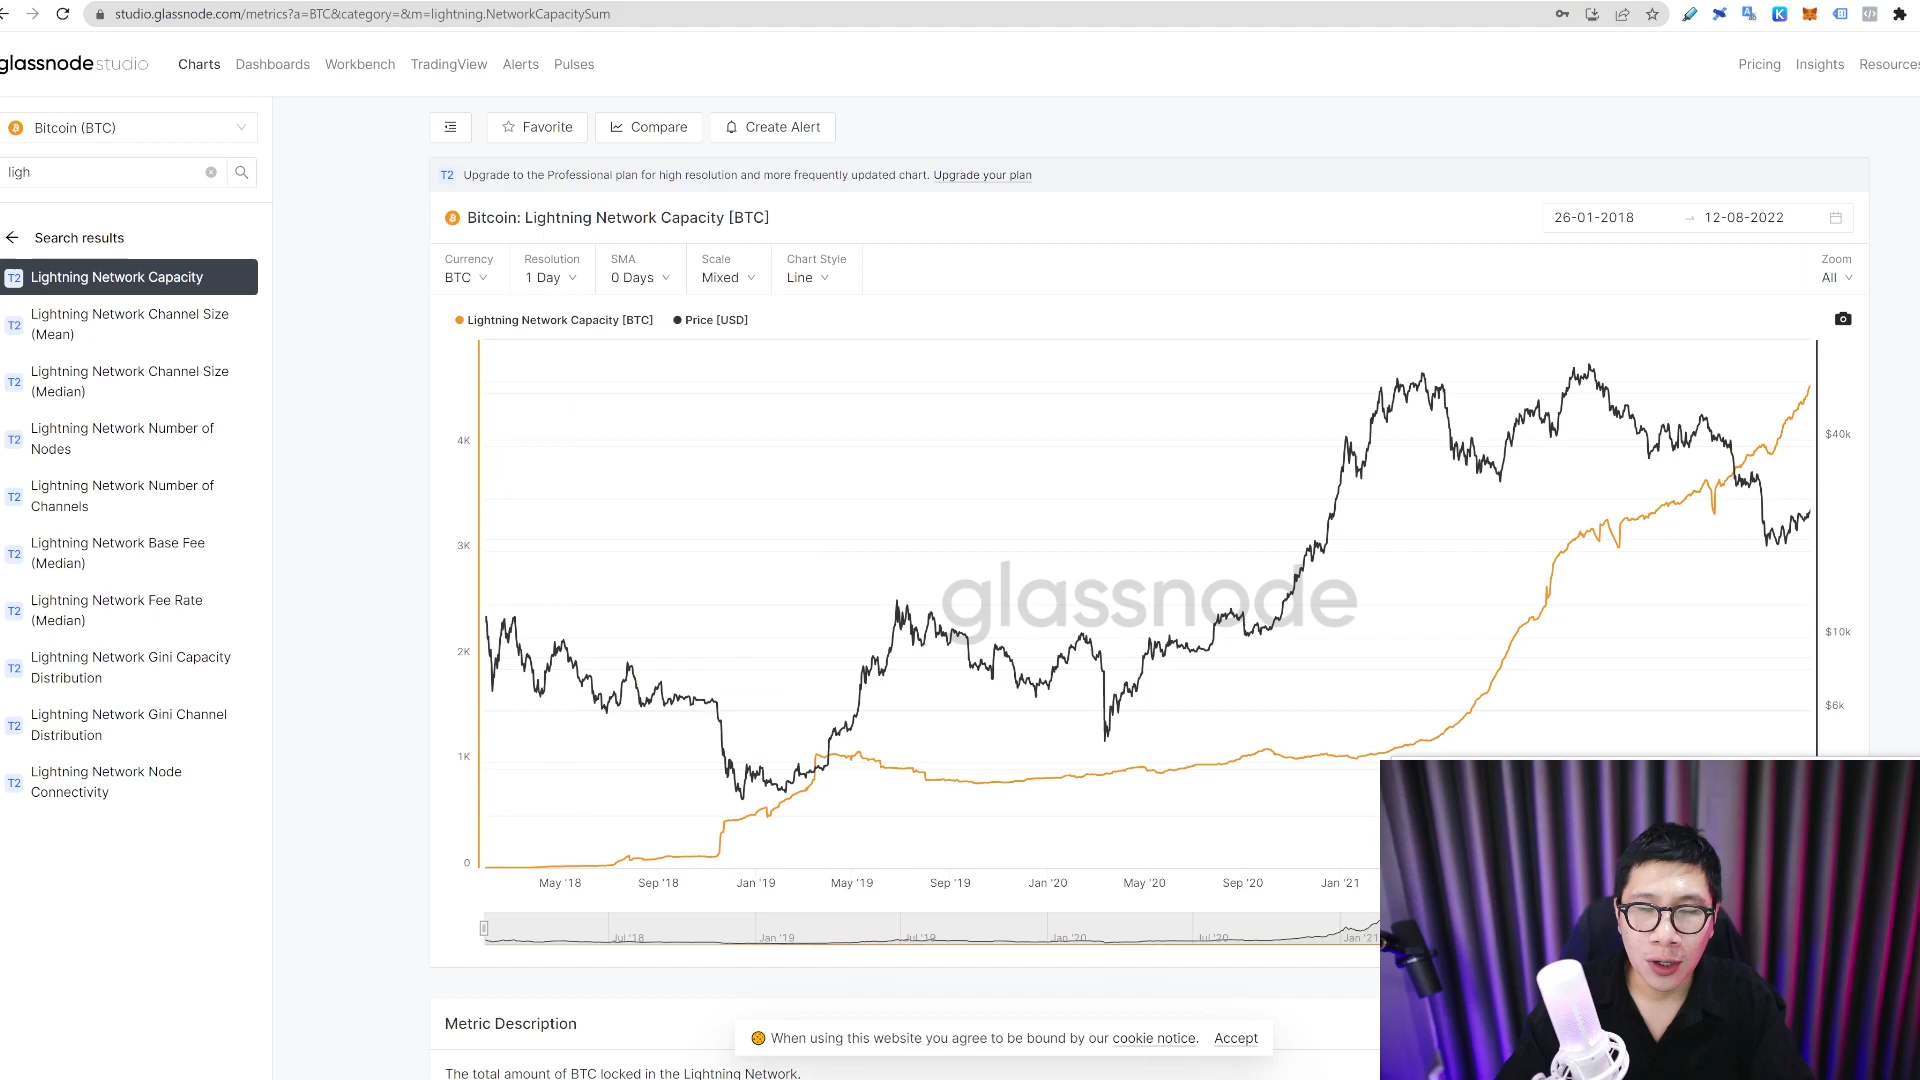 studio.glassnode.com/metrics?a=BTC&category=&m=lightning.NetworkCapacitySum
glassnode studio
Charts
Dashboards
Workbench
TradingView
Alerts
Pulses
Pricing
Insights
Resources
Bitcoin (BTC)
ligh
Search results
T2 Lightning Network Capacity
T2 Lightning Network Channel Size
(Mean)
T2 Lightning Network Channel Size
(Median)
T2 Lightning Network Number of
Nodes
T2 Lightning Network Number of
Channels
T2 Lightning Network Base Fee
(Median)
T2 Lightning Network Fee Rate
(Median)
T2 Lightning Network Gini Capacity
Distribution
T2 Lightning Network Gini Channel
Distribution
T2 Lightning Network Node
Connectivity
Favorite
Compare
Create Alert
T2 Upgrade to the Professional plan for high resolution and more frequently updated chart. Upgrade your plan
Bitcoin: Lightning Network Capacity [BTC]
26-01-2018 → 12-08-2022
Currency
BTC
Resolution
1 Day
SMA
0 Days
Scale
Mixed
Chart Style
Line
Zoom
All
Lightning Network Capacity [BTC]
Price [USD]
4K
3K
2K
1K
0
$40k
$10k
$6k
glassnode
May '18
Sep '18
Jan '19
May '19
Sep '19
Jan '20
May '20
Sep '20
Jan '21
Jul '18
Jan '19
Jul '19
Jan '20
Jul '20
Jan '21
Metric Description
When using this website you agree to be bound by our cookie notice. Accept
The total amount of BTC locked in the Lightning Network.